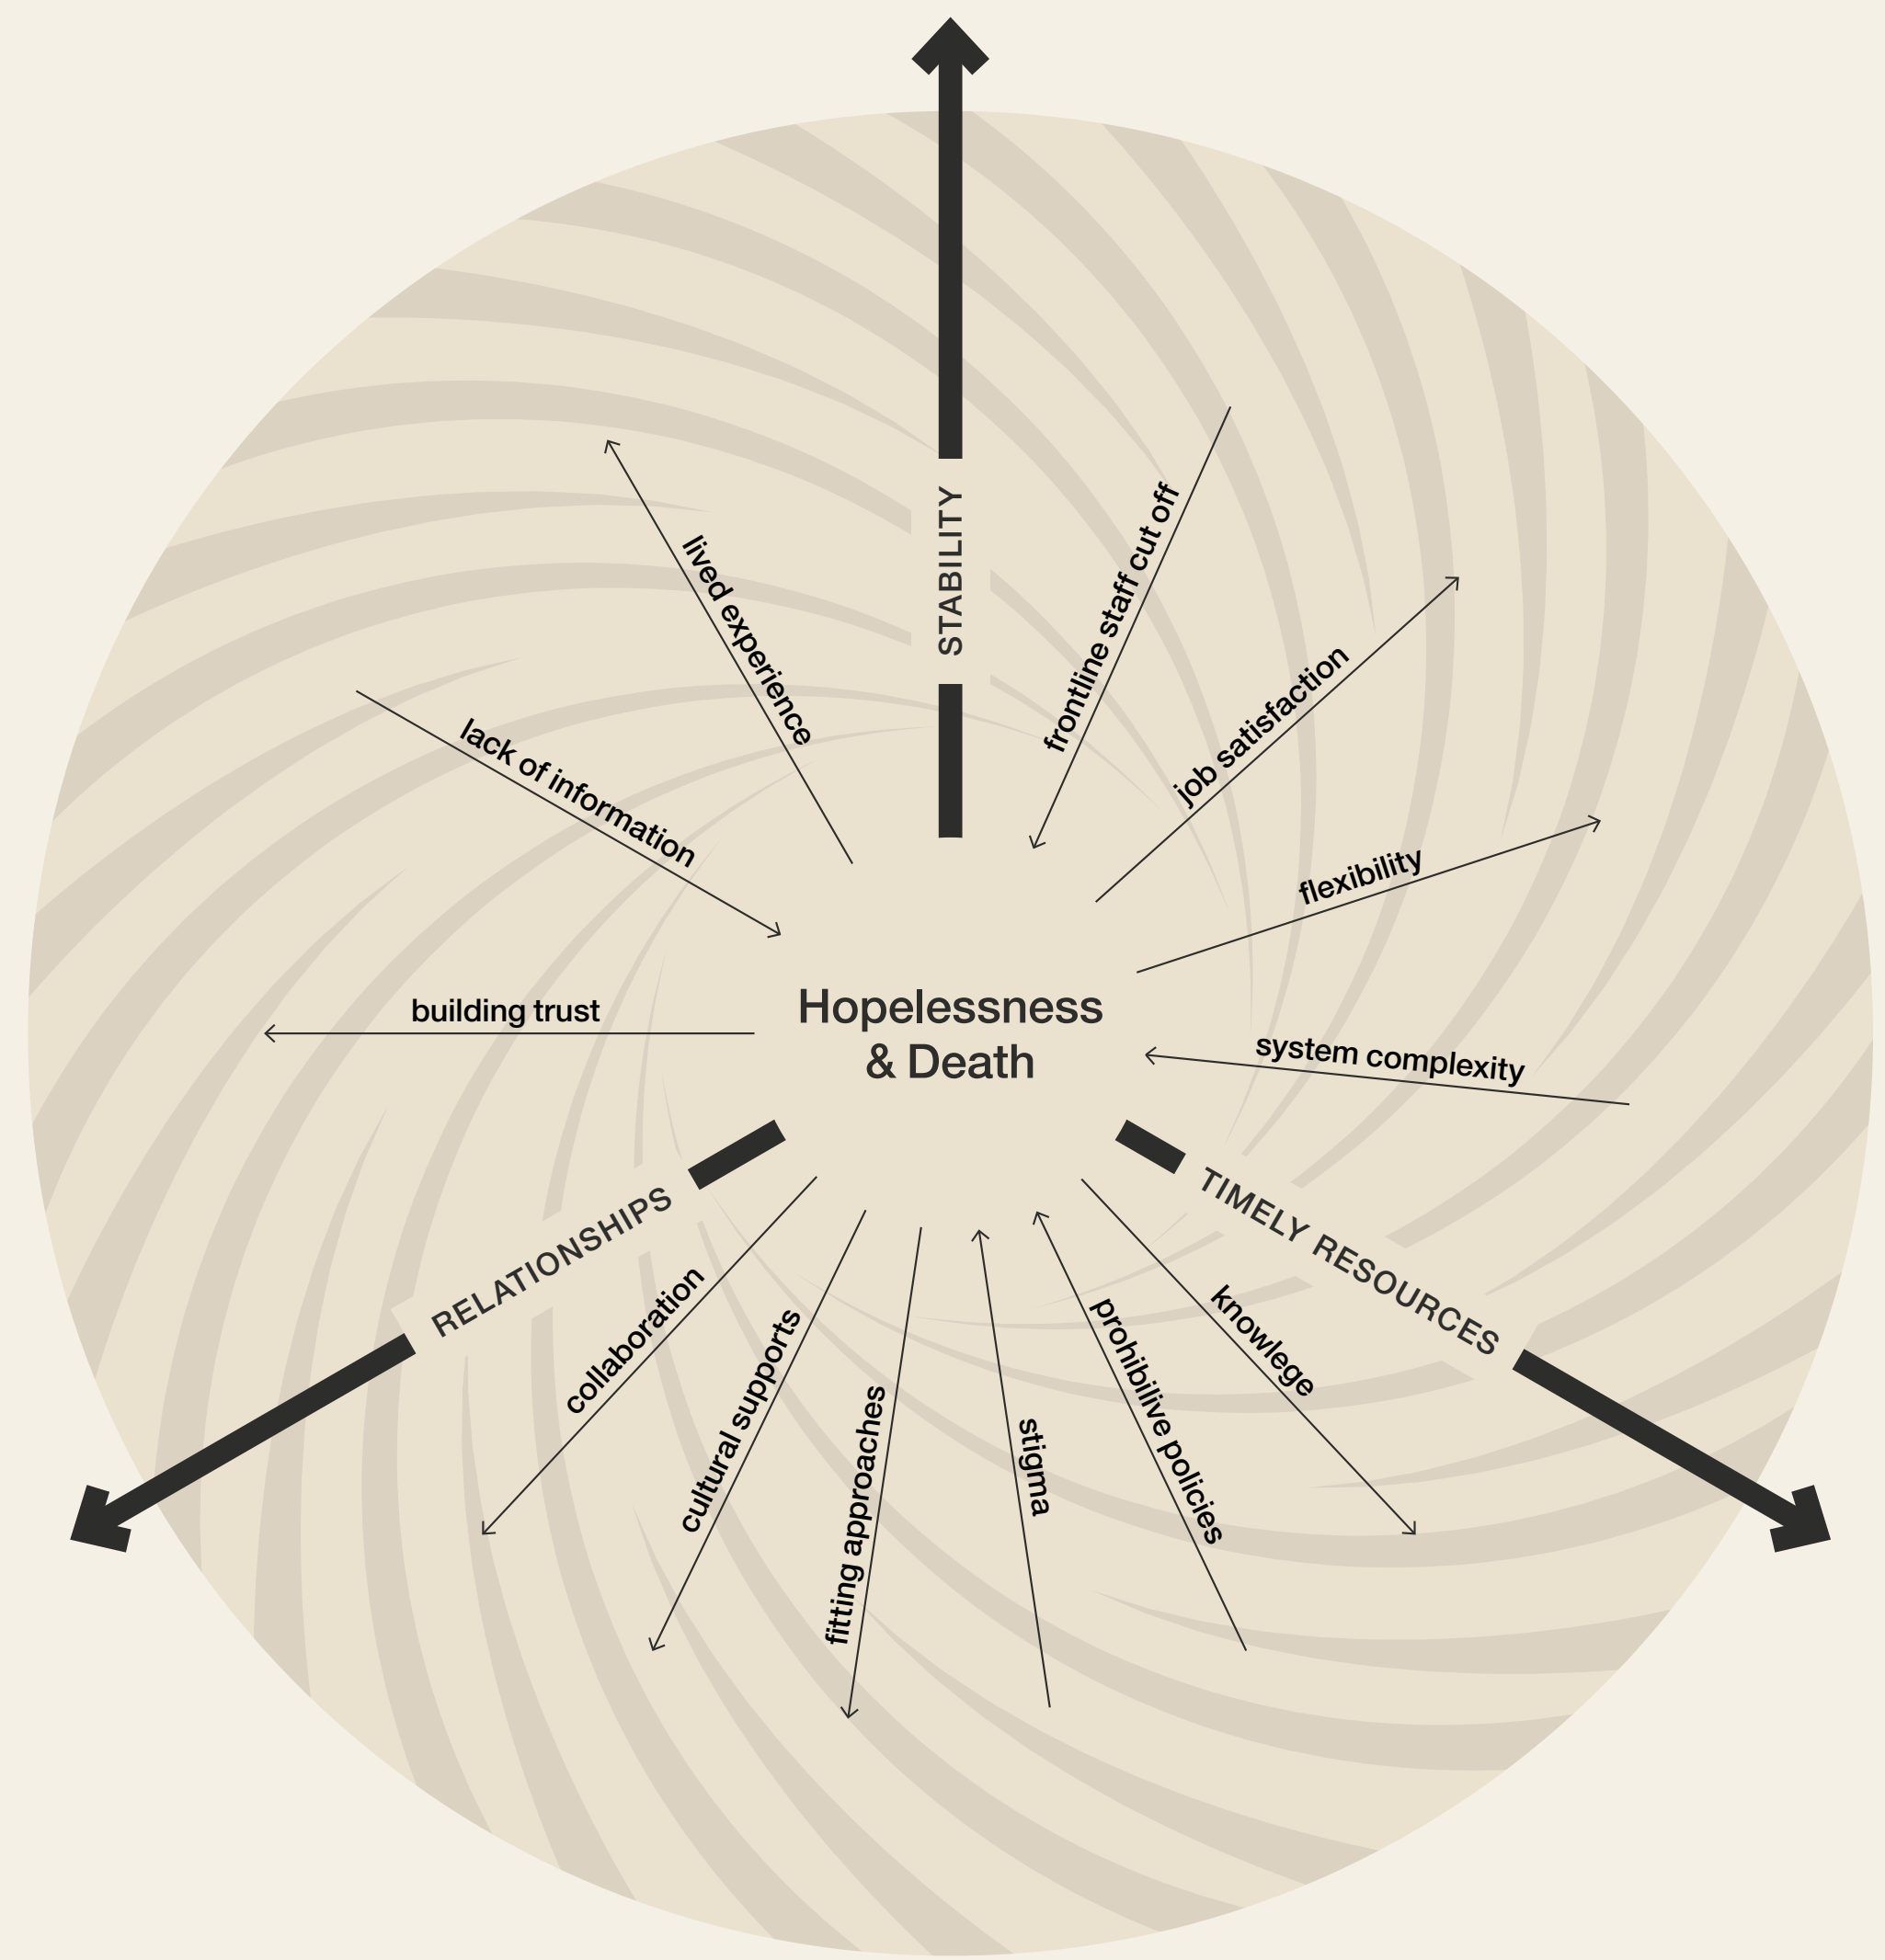 STABILITY
lived experience
frontline staff cut off
job satisfaction
lack of information
flexibility
building trust
Hopelessness
& Death
system complexity
RELATIONSHIPS
TIMELY RESOURCES
collaboration
cultural supports
fitting approaches
stigma
prohibilive policies
knowlege